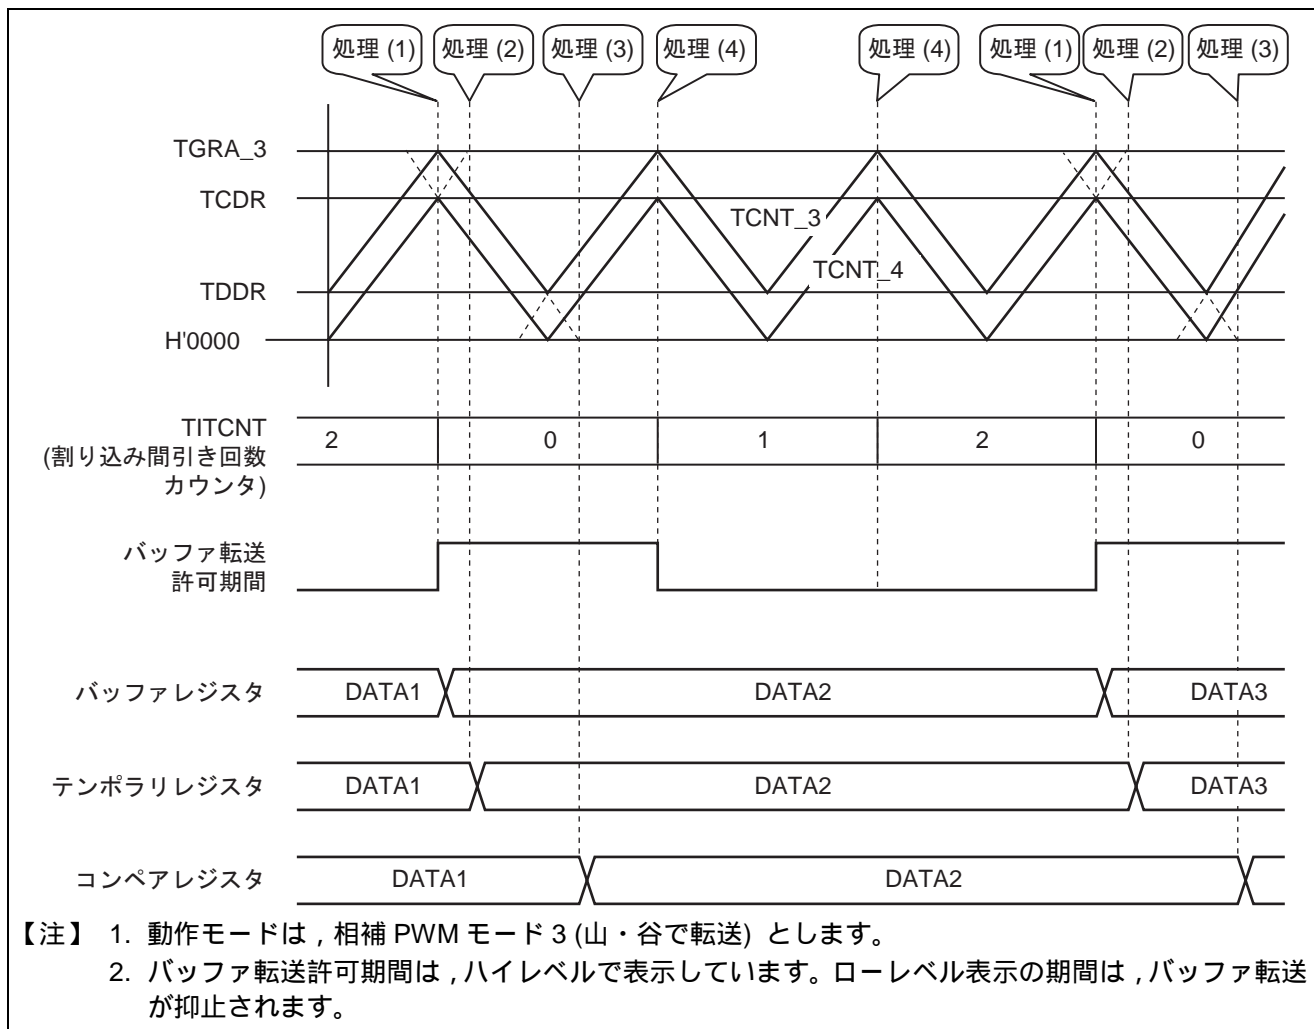 処理 (1) 処理 (2) 処理 (3) 処理 (4) 処理 (4) 処理 (1) 処理 (2) 処理 (3)
TGRA_3
TCDR
TCNT_3
TCNT_4
TDDR
H'0000
TITCNT
(割り込み間引き回数
カウンタ)
2 0 1 2 0
バッファ転送
許可期間
バッファレジスタ DATA1 DATA2 DATA3
テンポラリレジスタ DATA1 DATA2 DATA3
コンペアレジスタ DATA1 DATA2
【注】 1. 動作モードは , 相補 PWM モード 3 (山・谷で転送) とします。
2. バッファ転送許可期間は , ハイレベルで表示しています。ローレベル表示の期間は , バッファ転送
が抑止されます。